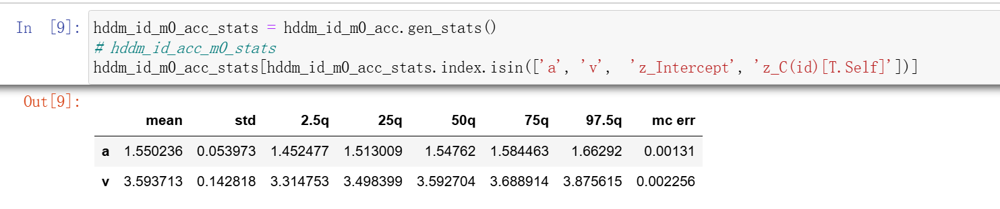 In [9]: hddm_id_m0_acc_stats = hddm_id_m0_acc.gen_stats()
# hddm_id_acc_m0_stats
hddm_id_m0_acc_stats[hddm_id_m0_acc_stats.index.isin(['a', 'v',  'z_Intercept', 'z_C(id)[T.Self]'])]
Out[9]:
mean std 2.5q 25q 50q 75q 97.5q mc err
a 1.550236 0.053973 1.452477 1.513009 1.54762 1.584463 1.66292 0.00131
v 3.593713 0.142818 3.314753 3.498399 3.592704 3.688914 3.875615 0.002256